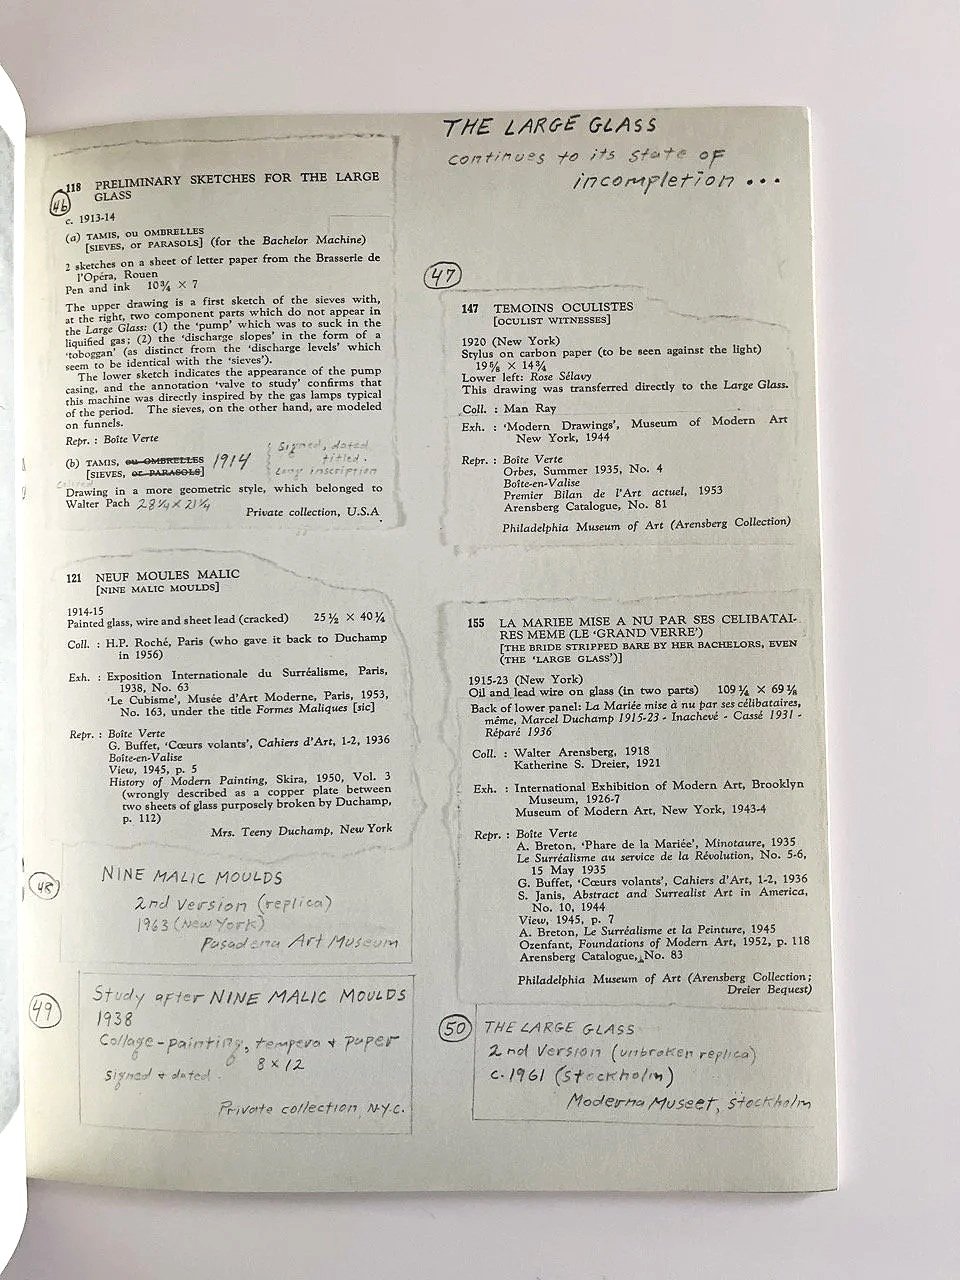 118 PRELIMINARY SKETCHES FOR THE LARGE
GLASS
46
c. 1913-14
(a) TAMIS, ou OMBRELLES
[SIEVES, OR PARASOLS] (for the Bachelor Machine)
2 sketches on a sheet of letter paper from the Brasserie de
l'Opéra, Rouen
Pen and ink 10¾ × 7
The upper drawing is a first sketch of the sieves with,
at the right, two component parts which do not appear in
the Large Glass: (1) the 'pump' which was to suck in the
liquified gas; (2) the 'discharge slopes' in the form of a
'toboggan' (as distinct from the 'discharge levels' which
seem to be identical with the 'sieves').
The lower sketch indicates the appearance of the pump
casing, and the annotation 'valve to study' confirms that
this machine was directly inspired by the gas lamps typical
of the period. The sieves, on the other hand, are modeled
on funnels.
Repr. : Boîte Verte
(b) TAMIS, ou OMBRELLES 1914
[SIEVES, OR PARASOLS]
Signed, dated
titled.
Long inscription
Colored
Drawing in a more geometric style, which belonged to
Walter Pach 28¼ × 21¼
Private collection, U.S.A.
121 NEUF MOULES MALIC
[NINE MALIC MOULDS]
1914-15
Painted glass, wire and sheet lead (cracked) 25½ × 40¼
Coll. : H.P. Roché, Paris (who gave it back to Duchamp
in 1956)
Exh. : Exposition Internationale du Surréalisme, Paris,
1938, No. 63
'Le Cubisme', Musée d'Art Moderne, Paris, 1953,
No. 163, under the title Formes Maliques [sic]
Repr. : Boîte Verte
G. Buffet, 'Cœurs volants', Cahiers d'Art, 1-2, 1936
Boîte-en-Valise
View, 1945, p. 5
History of Modern Painting, Skira, 1950, Vol. 3
(wrongly described as a copper plate between
two sheets of glass purposely broken by Duchamp,
p. 112)
Mrs. Teeny Duchamp, New York
48
NINE MALIC MOULDS
2nd version (replica)
1963 (New York)
Pasadena Art Museum
49
Study after NINE MALIC MOULDS
1938
Collage-painting, tempera + paper
8 × 12
signed + dated.
Private collection, N.Y.C.
THE LARGE GLASS
continues to its state of
incompletion ...
47
147 TEMOINS OCULISTES
[OCULIST WITNESSES]
1920 (New York)
Stylus on carbon paper (to be seen against the light)
19⅝ × 14¾
Lower left: Rose Sélavy
This drawing was transferred directly to the Large Glass.
Coll. : Man Ray
Exh. : 'Modern Drawings', Museum of Modern Art
New York, 1944
Repr. : Boîte Verte
Orbes, Summer 1935, No. 4
Boîte-en-Valise
Premier Bilan de l'Art actuel, 1953
Arensberg Catalogue, No. 81
Philadelphia Museum of Art (Arensberg Collection)
155 LA MARIEE MISE A NU PAR SES CELIBATAI-
RES MEME (LE 'GRAND VERRE')
[THE BRIDE STRIPPED BARE BY HER BACHELORS, EVEN
(THE 'LARGE GLASS')]
1915-23 (New York)
Oil and lead wire on glass (in two parts) 109¼ × 69⅛
Back of lower panel: La Mariée mise à nu par ses célibataires,
même, Marcel Duchamp 1915-23 - Inachevé - Cassé 1931 -
Réparé 1936
Coll. : Walter Arensberg, 1918
Katherine S. Dreier, 1921
Exh. : International Exhibition of Modern Art, Brooklyn
Museum, 1926-7
Museum of Modern Art, New York, 1943-4
Repr. : Boîte Verte
A. Breton, 'Phare de la Mariée', Minotaure, 1935
Le Surréalisme au service de la Révolution, No. 5-6,
15 May 1935
G. Buffet, 'Cœurs volants', Cahiers d'Art, 1-2, 1936
S. Janis, Abstract and Surrealist Art in America,
No. 10, 1944
View, 1945, p. 7
A. Breton, Le Surréalisme et la Peinture, 1945
Ozenfant, Foundations of Modern Art, 1952, p. 118
Arensberg Catalogue, No. 83
Philadelphia Museum of Art (Arensberg Collection;
Dreier Bequest)
50
THE LARGE GLASS
2nd version (unbroken replica)
c. 1961 (Stockholm)
Moderna Museet, Stockholm